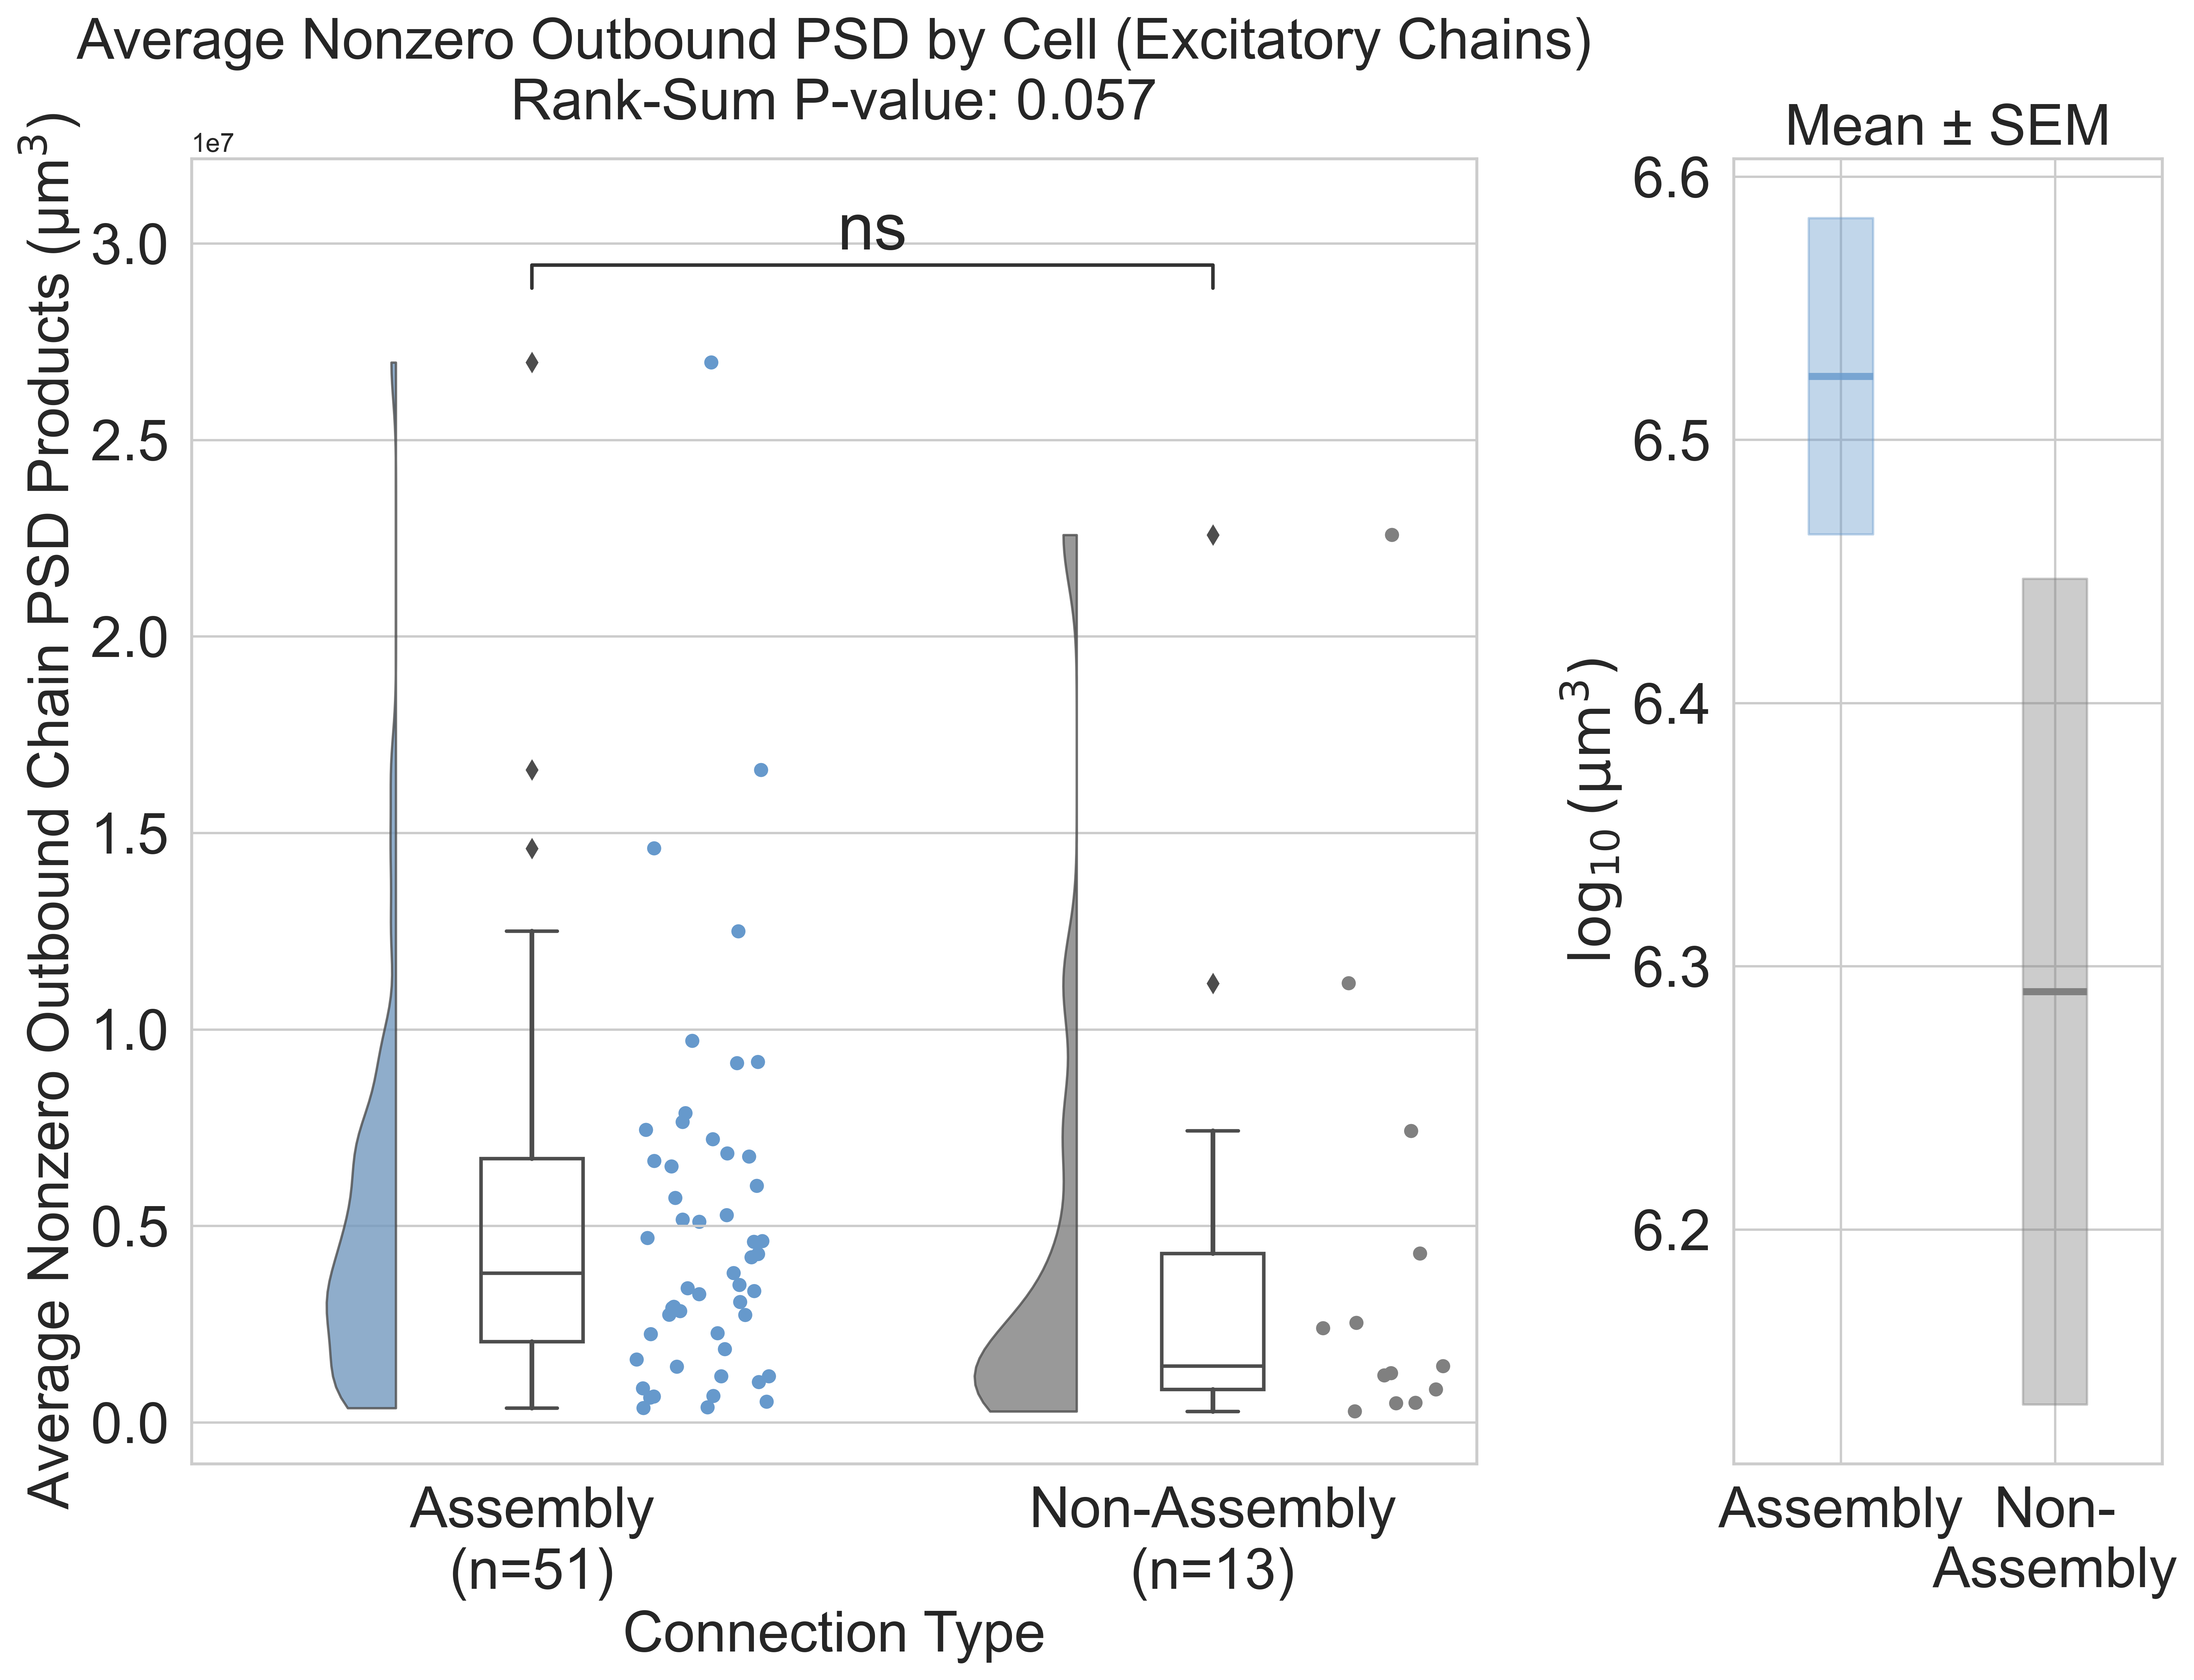 Average Nonzero Outbound PSD by Cell (Excitatory Chains)
Rank-Sum P-value: 0.057
1e7
Average Nonzero Outbound Chain PSD Products (µm³)
3.0
2.5
2.0
1.5
1.0
0.5
0.0
ns
Assembly
(n=51)
Non-Assembly
(n=13)
Connection Type
Mean ± SEM
log₁₀ (µm³)
6.6
6.5
6.4
6.3
6.2
Assembly
Non-
Assembly